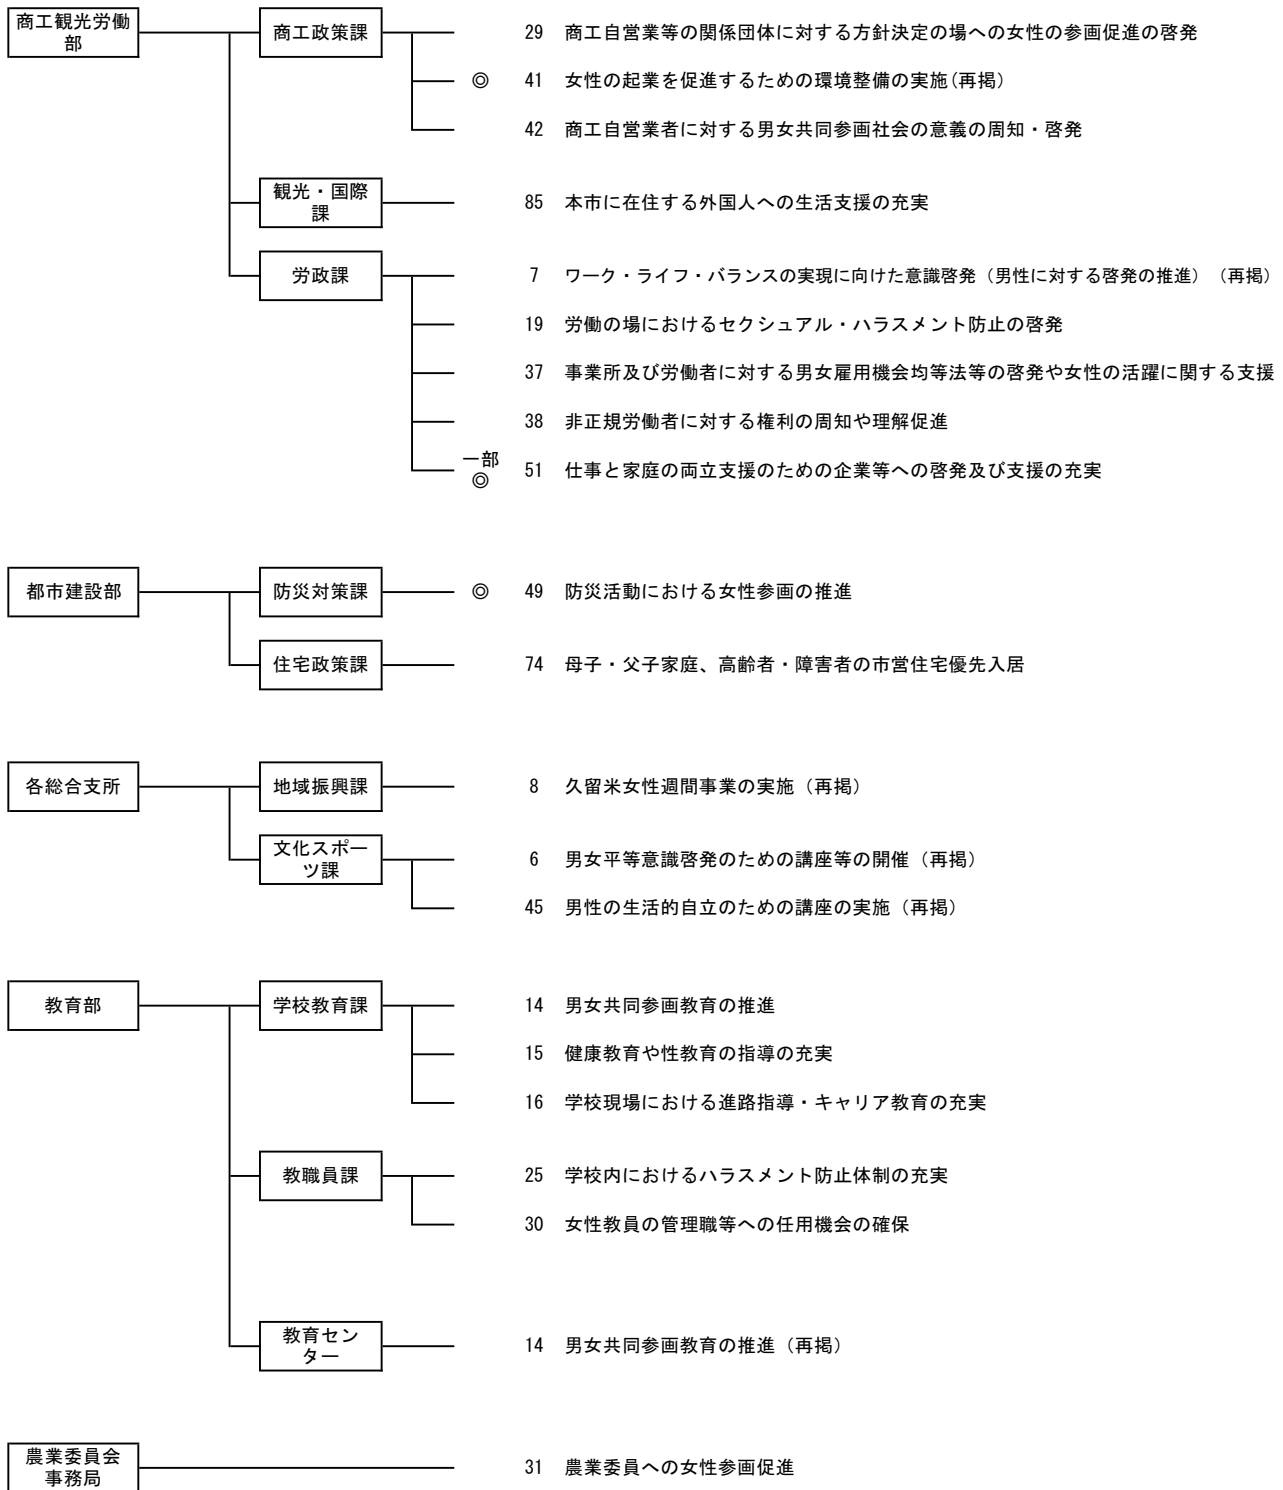 商工観光労働
部
商工政策課
29 商工自営業等の関係団体に対する方針決定の場への女性の参画促進の啓発
◎ 41 女性の起業を促進するための環境整備の実施(再掲)
42 商工自営業者に対する男女共同参画社会の意義の周知・啓発
観光・国際
課
85 本市に在住する外国人への生活支援の充実
労政課
7 ワーク・ライフ・バランスの実現に向けた意識啓発（男性に対する啓発の推進）（再掲）
19 労働の場におけるセクシュアル・ハラスメント防止の啓発
37 事業所及び労働者に対する男女雇用機会均等法等の啓発や女性の活躍に関する支援
38 非正規労働者に対する権利の周知や理解促進
一部
◎
51 仕事と家庭の両立支援のための企業等への啓発及び支援の充実
都市建設部
防災対策課
◎ 49 防災活動における女性参画の推進
住宅政策課
74 母子・父子家庭、高齢者・障害者の市営住宅優先入居
各総合支所
地域振興課
8 久留米女性週間事業の実施（再掲）
文化スポー
ツ課
6 男女平等意識啓発のための講座等の開催（再掲）
45 男性の生活的自立のための講座の実施（再掲）
教育部
学校教育課
14 男女共同参画教育の推進
15 健康教育や性教育の指導の充実
16 学校現場における進路指導・キャリア教育の充実
教職員課
25 学校内におけるハラスメント防止体制の充実
30 女性教員の管理職等への任用機会の確保
教育セン
ター
14 男女共同参画教育の推進（再掲）
農業委員会
事務局
31 農業委員への女性参画促進